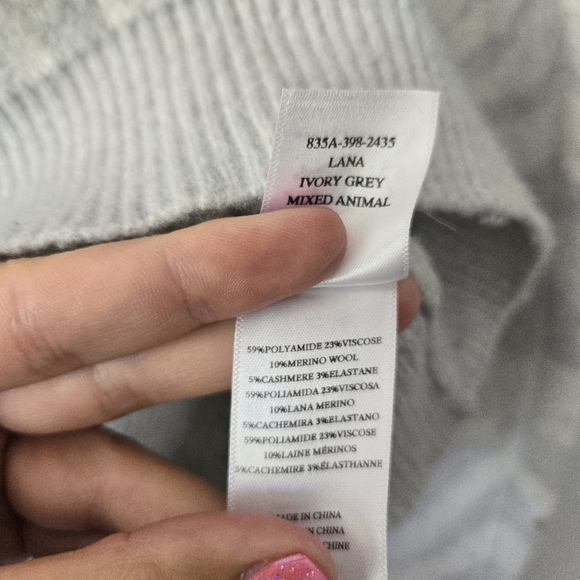 835A-398-2435
LANA
IVORY GREY
MIXED ANIMAL
59%POLYAMIDE 23%VISCOSE
10%MERINO WOOL
5%CASHMERE 3%ELASTANE
59%POLIAMIDA 23%VISCOSA
10%LANA MERINO
5%CACHEMIRA 3%ELASTANO
59%POLIAMIDE 23%VISCOSE
10%LAINE MÉRINOS
5%CACHEMIRE 3%ÉLASTHANNE
MADE IN CHINA
CHINA
CHINE